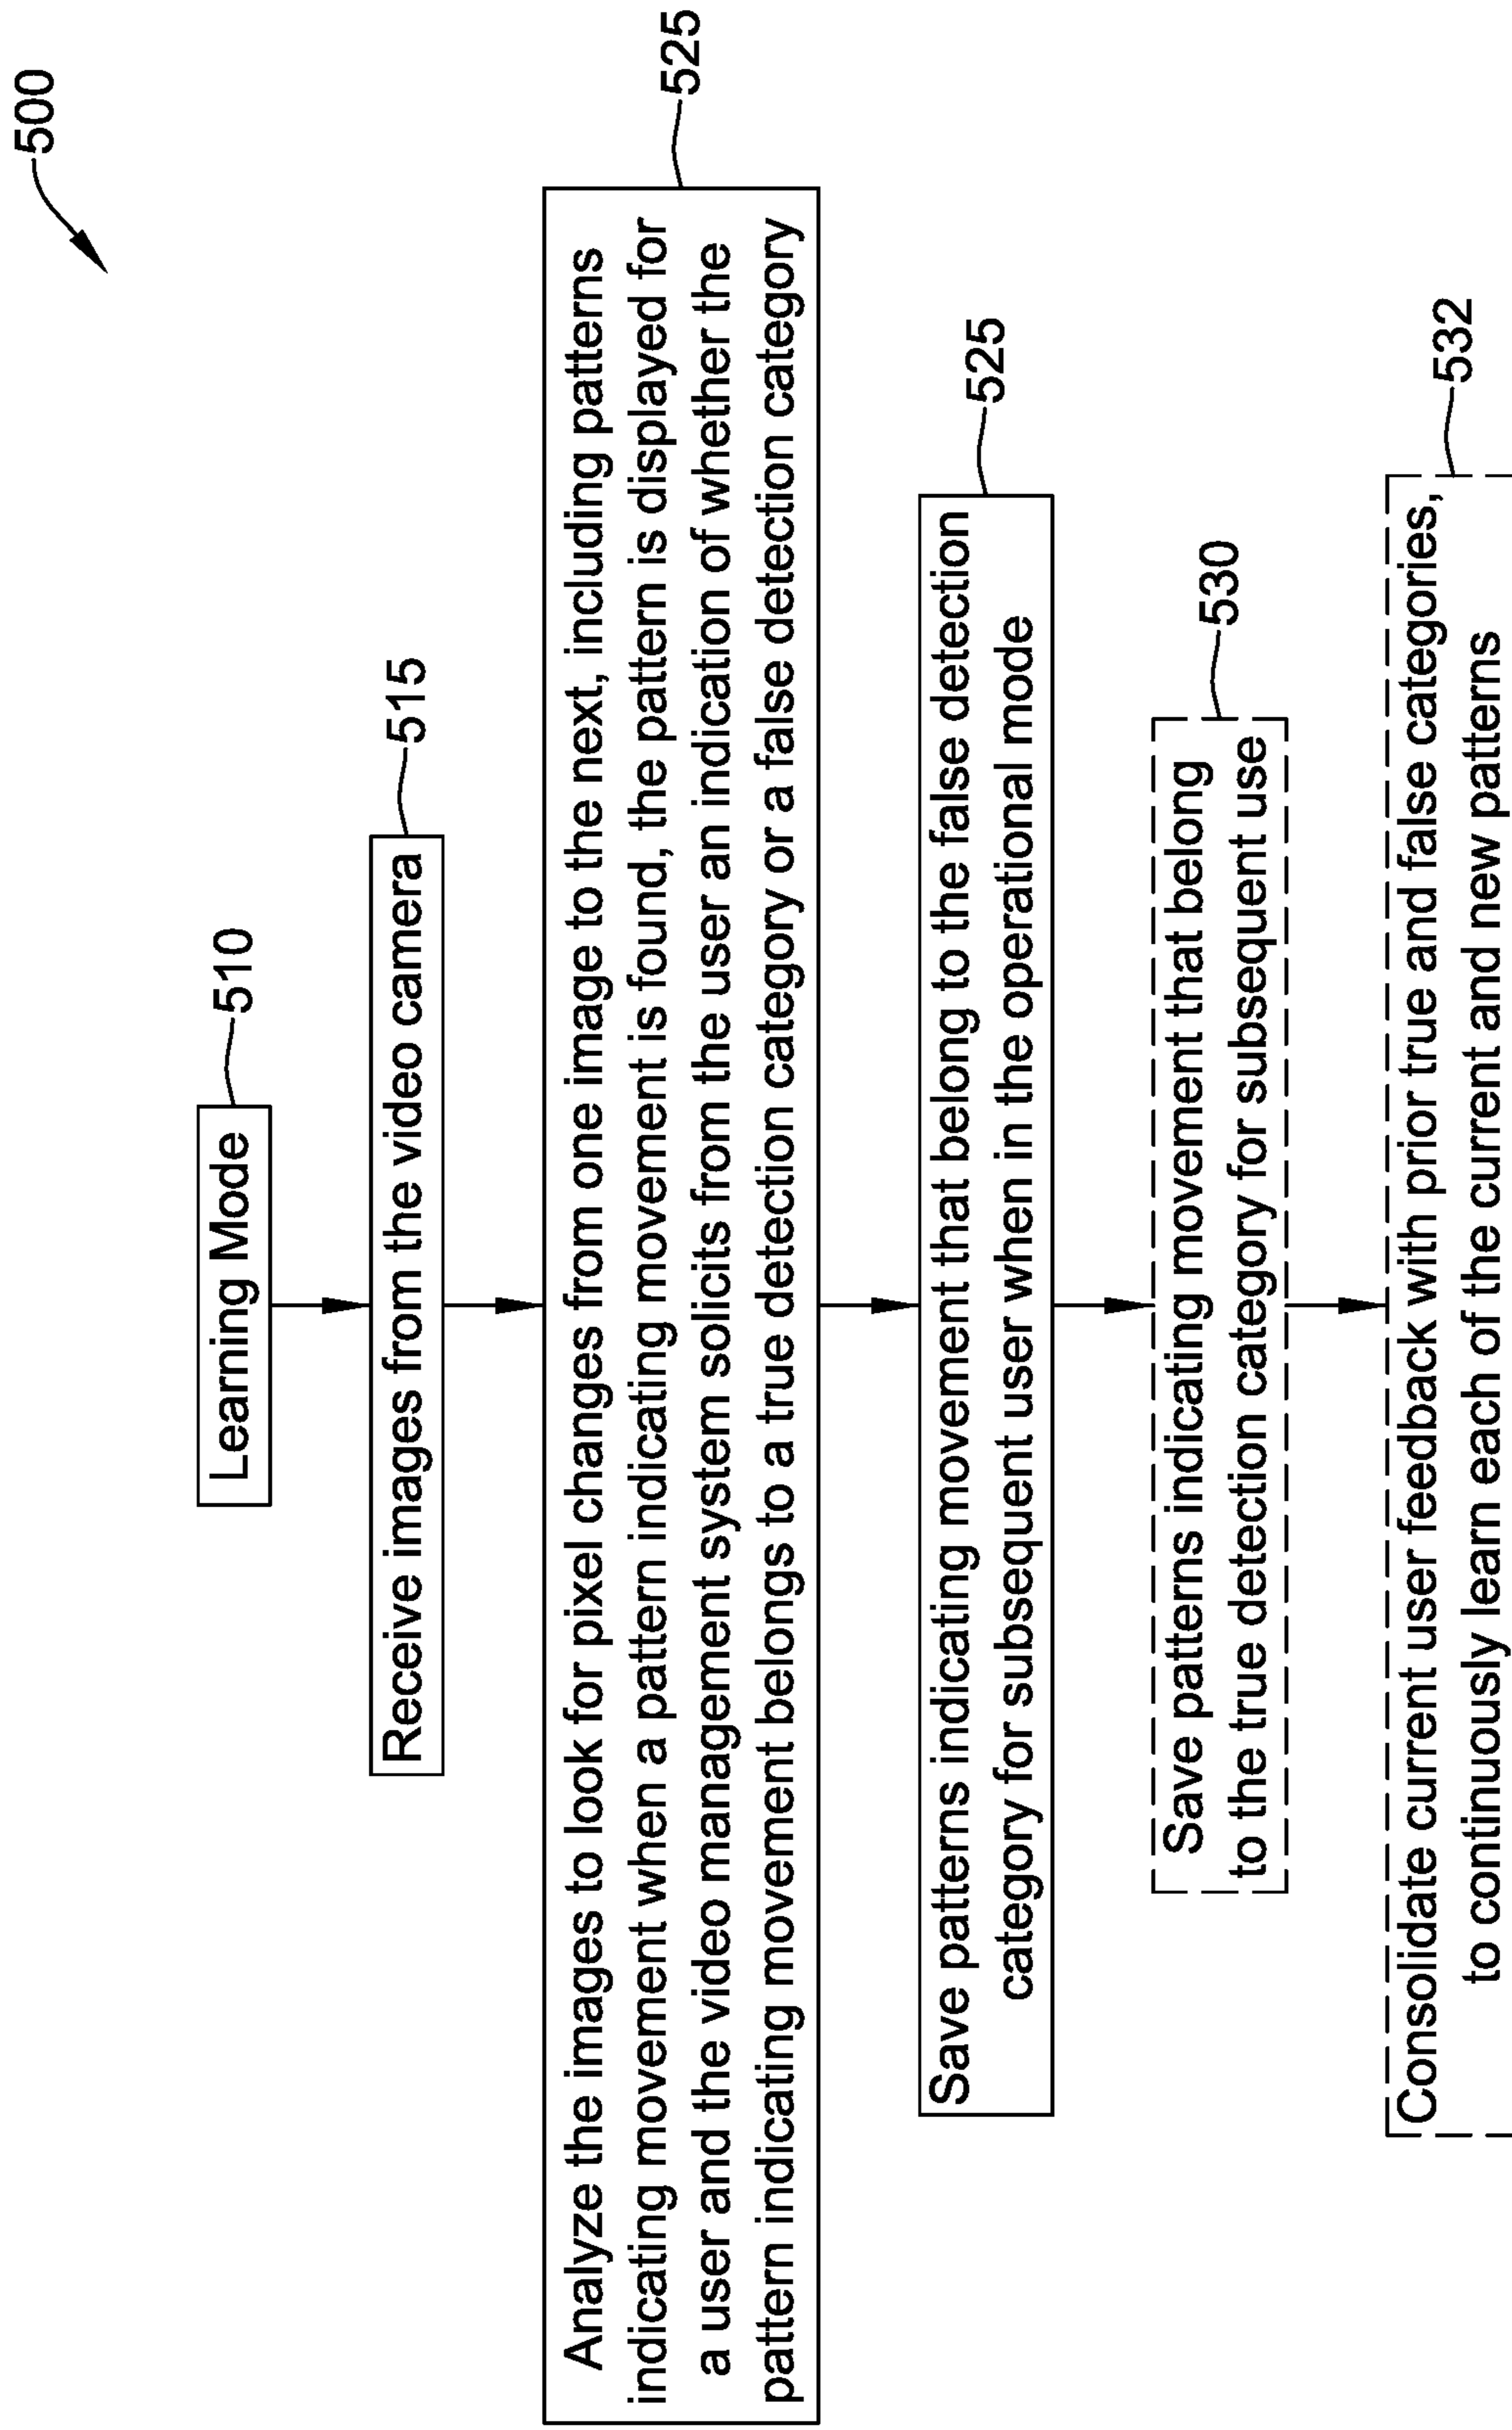 500
Learning Mode
510
Receive images from the video camera
515
Analyze the images to look for pixel changes from one image to the next, including patterns
indicating movement when a pattern indicating movement is found, the pattern is displayed for
a user and the video management system solicits from the user an indication of whether the
pattern indicating movement belongs to a true detection category or a false detection category
525
Save patterns indicating movement that belong to the false detection
category for subsequent user when in the operational mode
525
Save patterns indicating movement that belong
to the true detection category for subsequent use
530
Consolidate current user feedback with prior true and false categories,
to continuously learn each of the current and new patterns
532